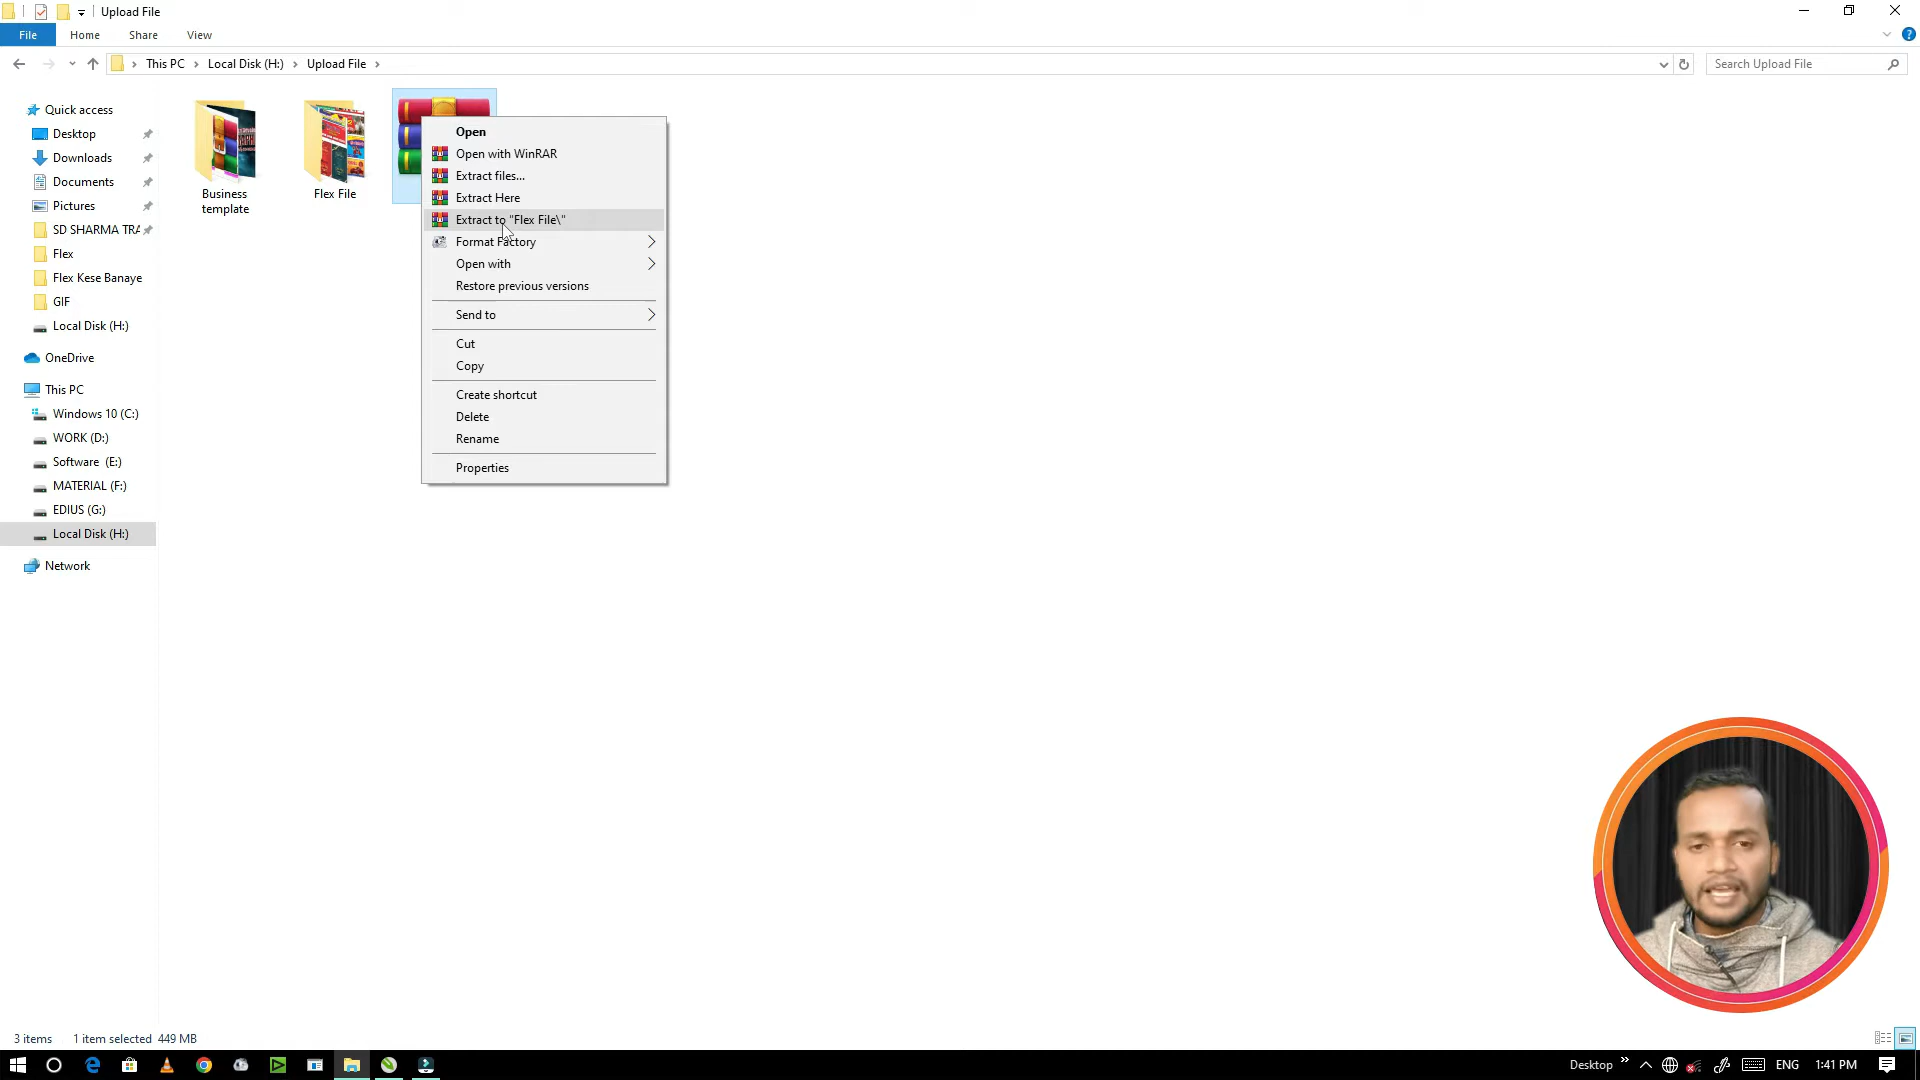 Upload File
File
Home
Share
View
This PC
Local Disk (H:)
Upload File
Search Upload File
Quick access
Desktop
Downloads
Documents
Pictures
SD SHARMA TRA
Flex
Flex Kese Banaye
GIF
Local Disk (H:)
OneDrive
This PC
Windows 10 (C:)
WORK (D:)
Software (E:)
MATERIAL (F:)
EDIUS (G:)
Local Disk (H:)
Network
Business
template
Flex File
Open
Open with WinRAR
Extract files...
Extract Here
Extract to "Flex File\"
Format Factory
Open with
Restore previous versions
Send to
Cut
Copy
Create shortcut
Delete
Rename
Properties
3 items
1 item selected 449 MB
Desktop
ENG
1:41 PM